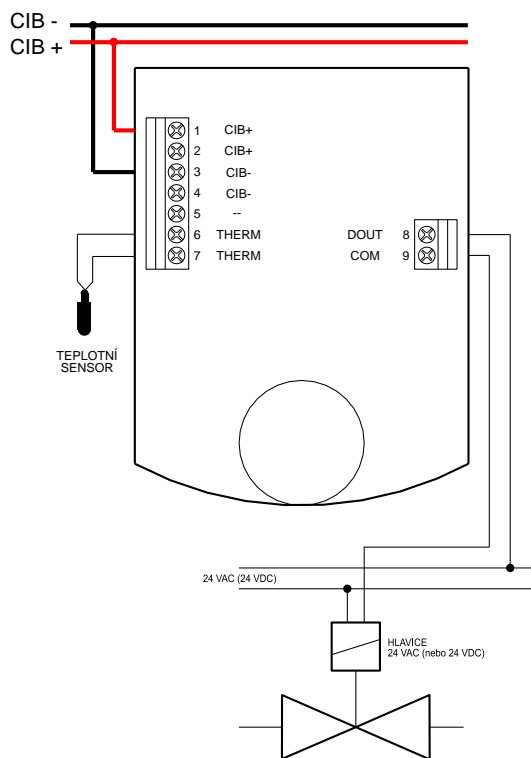 CIB -
CIB +
1 CIB+
2 CIB+
3 CIB-
4 CIB-
5 --
6 THERM
7 THERM
DOUT 8
COM 9
TEPLOTNÍ
SENSOR
24 VAC (24 VDC)
HLAVICE
24 VAC (nebo 24 VDC)